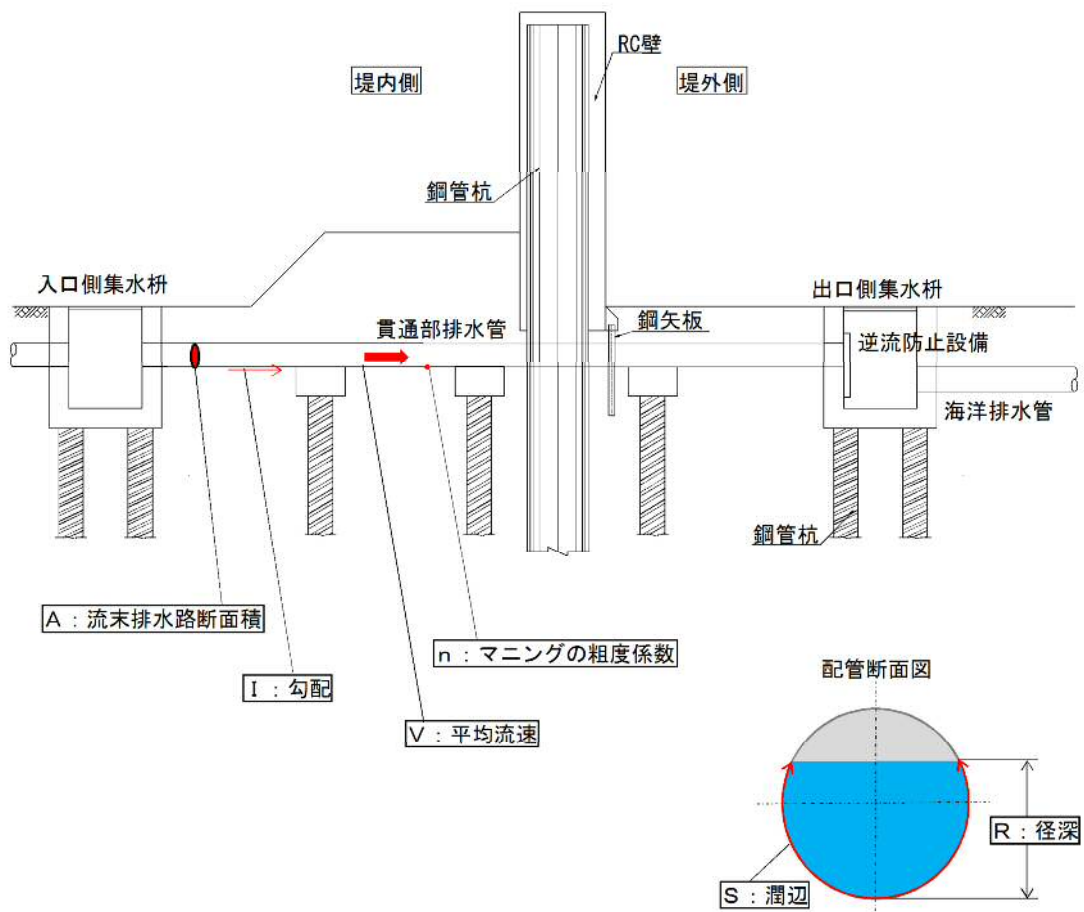 RC壁
堤内側
堤外側
鋼管杭
入口側集水枡
出口側集水枡
貫通部排水管
鋼矢板
逆流防止設備
海洋排水管
鋼管杭
A：流末排水路断面積
n：マニングの粗度係数
I：勾配
V：平均流速
配管断面図
R：径深
S：潤辺